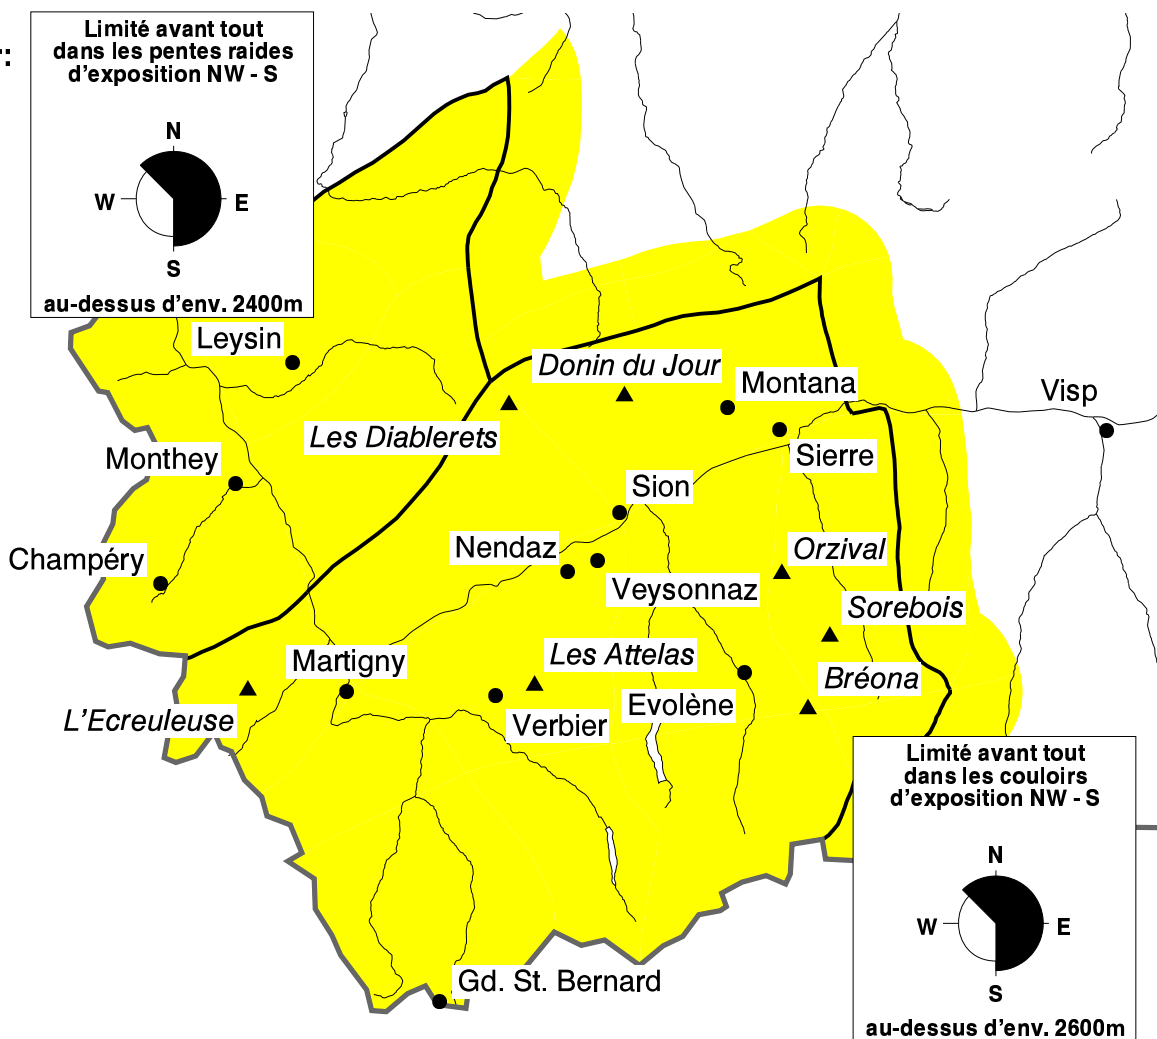 r:
Limité avant tout
dans les pentes raides
d'exposition NW - S
N
W
E
S
au-dessus d'env. 2400m
Leysin
Donin du Jour
Montana
Visp
Les Diablerets
Monthey
Sierre
Sion
Champéry
Nendaz
Orzival
Veysonnaz
Sorebois
Martigny
Les Attelas
Bréona
L'Ecreuleuse
Evolène
Verbier
Limité avant tout
dans les couloirs
d'exposition NW - S
N
W
E
S
Gd. St. Bernard
au-dessus d'env. 2600m